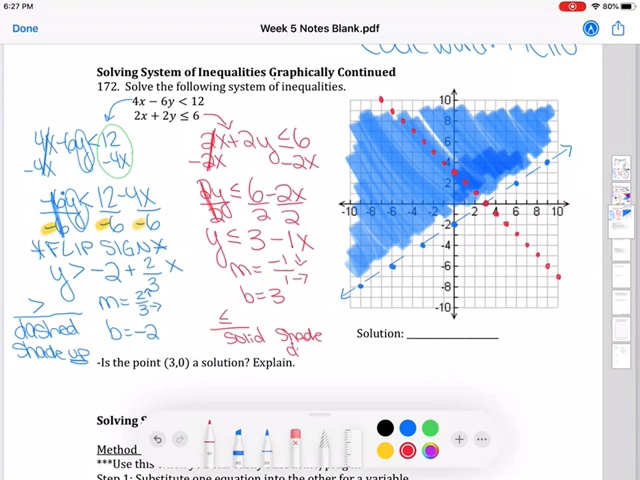 6:27 PM
80%
Done
Week 5 Notes Blank.pdf
Solving System of Inequalities Graphically Continued
172. Solve the following system of inequalities.
4x − 6y < 12
2x + 2y ≤ 6
4x-6y<12
-4x -4x
-6y < 12-4x
-6 -6 -6
*FLIP SIGN*
y > -2 + 2/3 x
m = 2↑/3→
b = -2
>
dashed
shade up
2x+2y ≤ 6
-2x -2x
2y ≤ 6-2x
2 2 2
y ≤ 3-1x
m = -1↓/1→
b = 3
≤
solid shade
d
10
8
6
4
2
-10 -8 -6 -4 -2 0 2 4 6 8 10
-2
-4
-6
-8
-10
Solution: ____________
-Is the point (3,0) a solution? Explain.
Solving S
Method
***Use this
Step 1: Substitute one equation into the other for a variable.